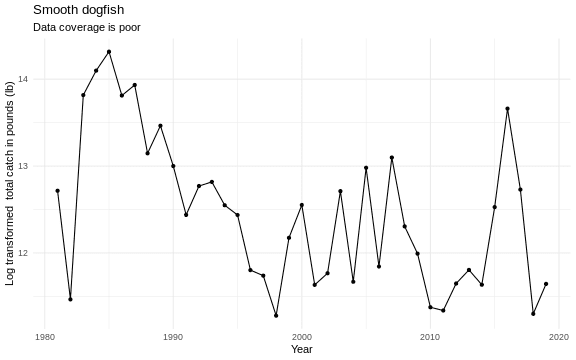 Smooth dogfish
Data coverage is poor
Log transformed  total catch in pounds (lb)
14
13
12
1980
1990
2000
2010
2020
Year